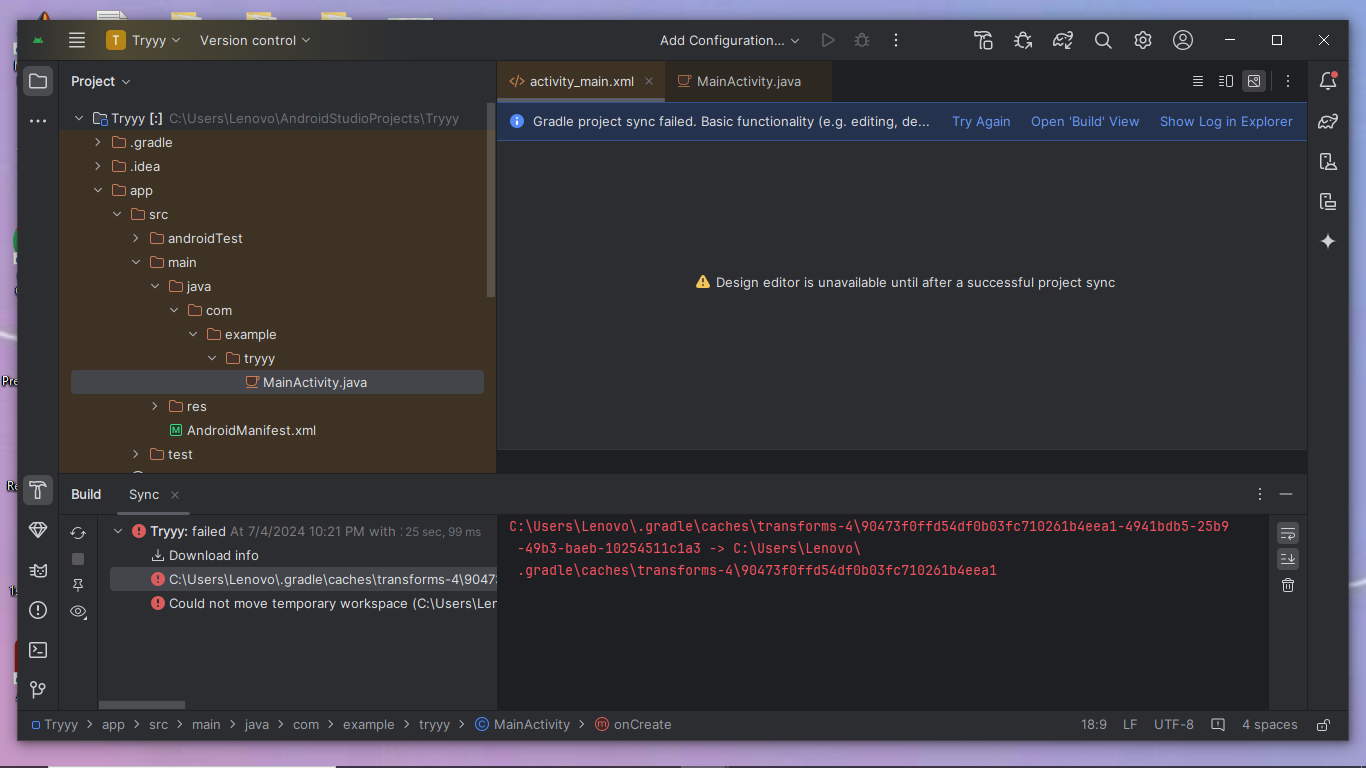 T Tryyy Version control Add Configuration...
Project
activity_main.xml MainActivity.java
Tryyy [:] C:\Users\Lenovo\AndroidStudioProjects\Tryyy
Gradle project sync failed. Basic functionality (e.g. editing, de... Try Again Open 'Build' View Show Log in Explorer
.gradle
.idea
app
src
androidTest
main
java
com
example
tryyy
MainActivity.java
res
AndroidManifest.xml
test
Design editor is unavailable until after a successful project sync
Build Sync
Tryyy: failed At 7/4/2024 10:21 PM with 25 sec, 99 ms
Download info
C:\Users\Lenovo\.gradle\caches\transforms-4\9047
Could not move temporary workspace (C:\Users\Len
C:\Users\Lenovo\.gradle\caches\transforms-4\90473f0ffd54df0b03fc710261b4eea1-4941bdb5-25b9
-49b3-baeb-10254511c1a3 -> C:\Users\Lenovo\
.gradle\caches\transforms-4\90473f0ffd54df0b03fc710261b4eea1
Tryyy > app > src > main > java > com > example > tryyy > MainActivity > onCreate
18:9 LF UTF-8 4 spaces